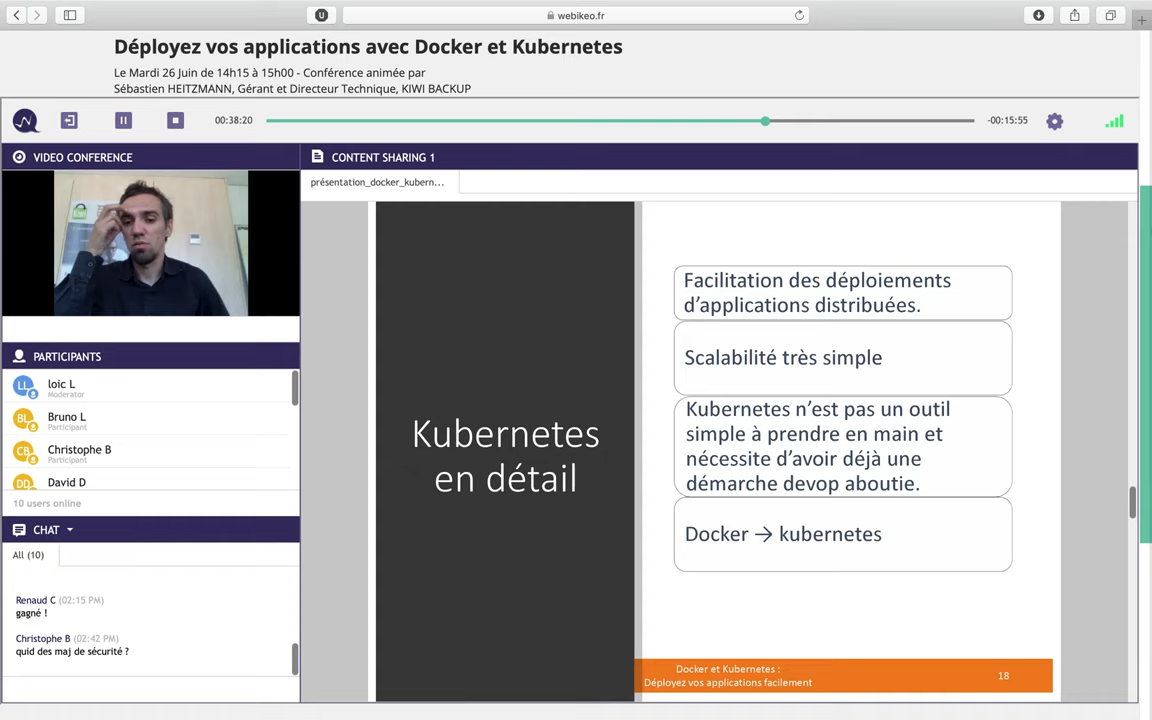 webikeo.fr
Déployez vos applications avec Docker et Kubernetes
Le Mardi 26 Juin de 14h15 à 15h00 - Conférence animée par
Sébastien HEITZMANN, Gérant et Directeur Technique, KIWI BACKUP
00:38:20
-00:15:55
VIDEO CONFERENCE
PARTICIPANTS
LL
loic L
Moderator
BL
Bruno L
Participant
CB
Christophe B
Participant
DD
David D
10 users online
CHAT
All (10)
Renaud C (02:15 PM)
gagné !
Christophe B (02:42 PM)
quid des maj de sécurité ?
CONTENT SHARING 1
présentation_docker_kubern...
Kubernetes
en détail
Facilitation des déploiements
d’applications distribuées.
Scalabilité très simple
Kubernetes n’est pas un outil
simple à prendre en main et
nécessite d’avoir déjà une
démarche devop aboutie.
Docker → kubernetes
Docker et Kubernetes :
Déployez vos applications facilement
18